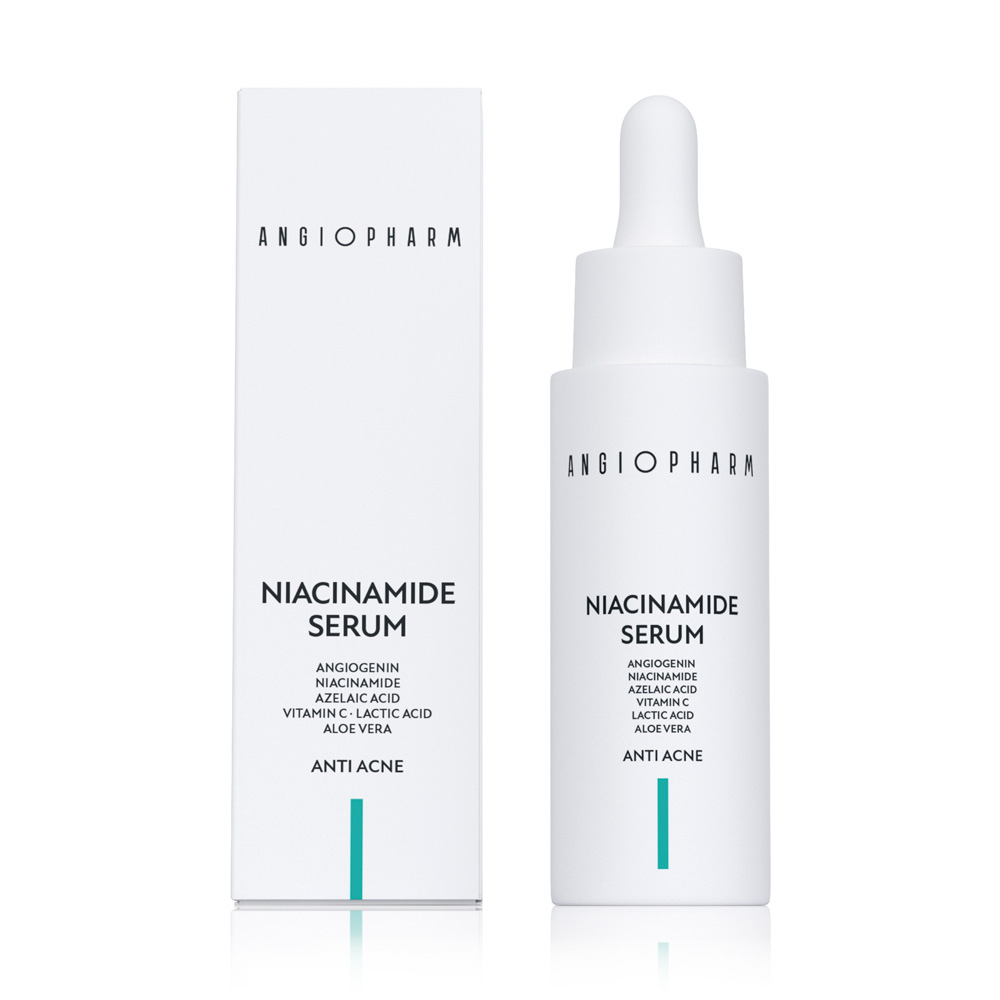 ANGIOPHARM
NIACINAMIDE
SERUM
ANGIOGENIN
NIACINAMIDE
AZELAIC ACID
VITAMIN C · LACTIC ACID
ALOE VERA
ANTI ACNE
ANGIOPHARM
NIACINAMIDE
SERUM
ANGIOGENIN
NIACINAMIDE
AZELAIC ACID
VITAMIN C
LACTIC ACID
ALOE VERA
ANTI ACNE